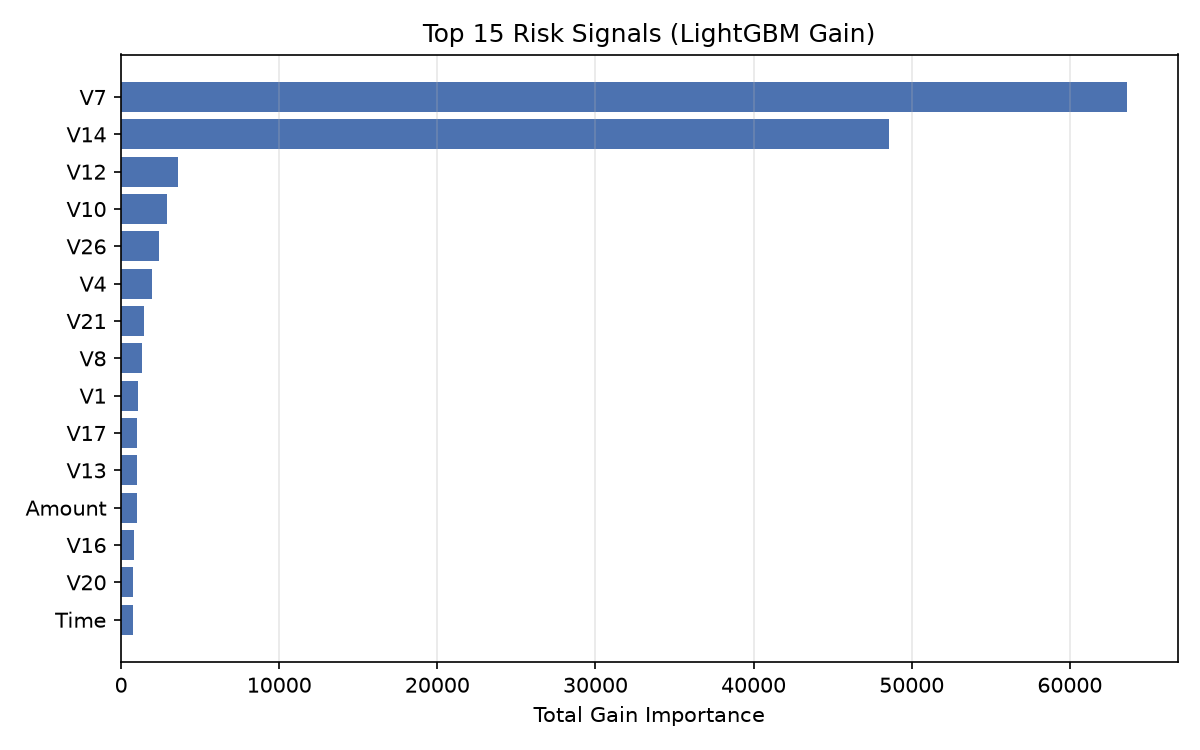 Top 15 Risk Signals (LightGBM Gain)
V7
V14
V12
V10
V26
V4
V21
V8
V1
V17
V13
Amount
V16
V20
Time
0 10000 20000 30000 40000 50000 60000
Total Gain Importance